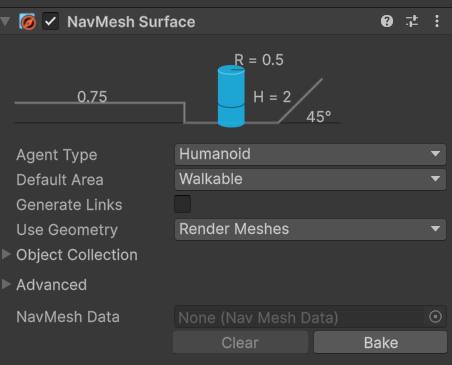 NavMesh Surface
R = 0.5
0.75
H = 2
45°
Agent Type Humanoid
Default Area Walkable
Generate Links
Use Geometry Render Meshes
Object Collection
Advanced
NavMesh Data None (Nav Mesh Data)
Clear Bake